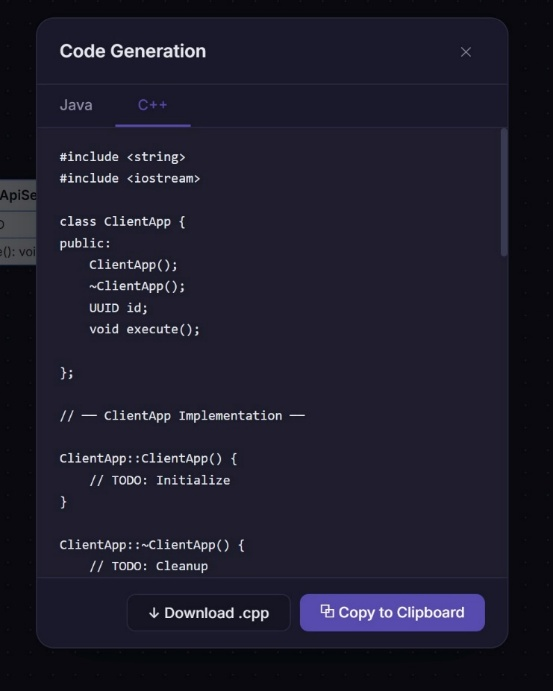 Code Generation
Java
C++
ApiSe
e(): voi
#include <string>
#include <iostream>
class ClientApp {
public:
    ClientApp();
    ~ClientApp();
    UUID id;
    void execute();
};
// —— ClientApp Implementation ——
ClientApp::ClientApp() {
    // TODO: Initialize
}
ClientApp::~ClientApp() {
    // TODO: Cleanup
Download .cpp
Copy to Clipboard